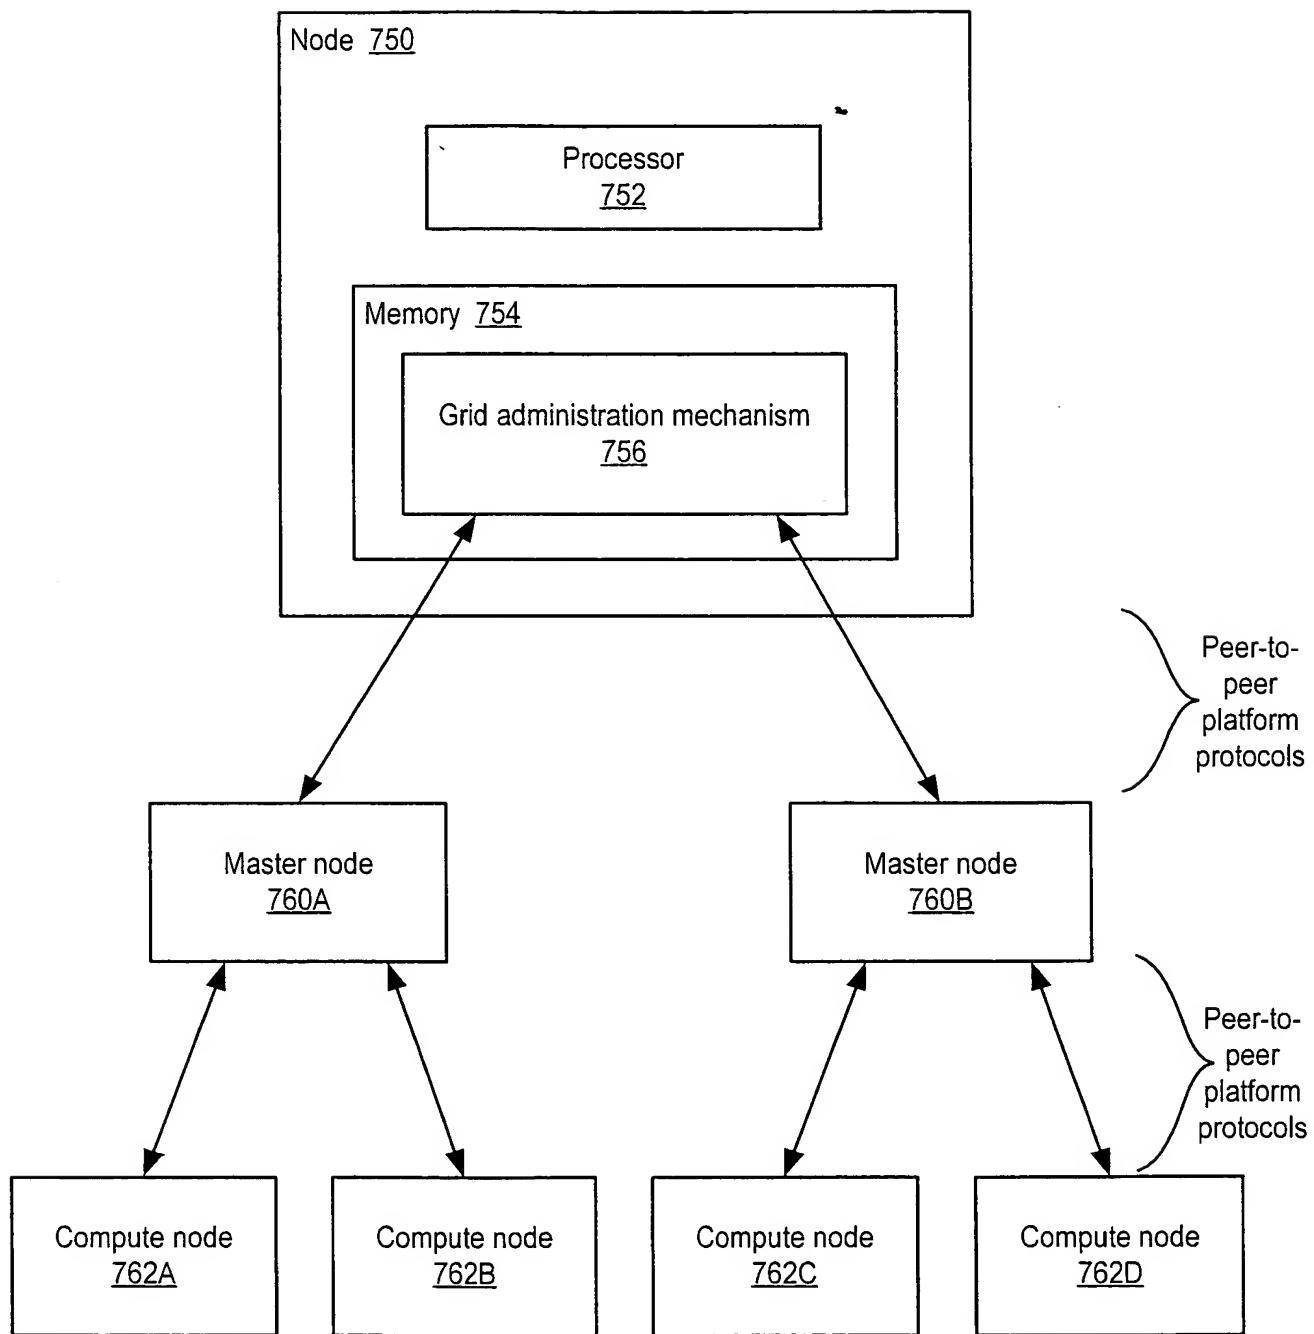 Node 750
Processor
752
Memory 754
Grid administration mechanism
756
Peer-to-
peer
platform
protocols
Master node
760A
Master node
760B
Peer-to-
peer
platform
protocols
Compute node
762A
Compute node
762B
Compute node
762C
Compute node
762D